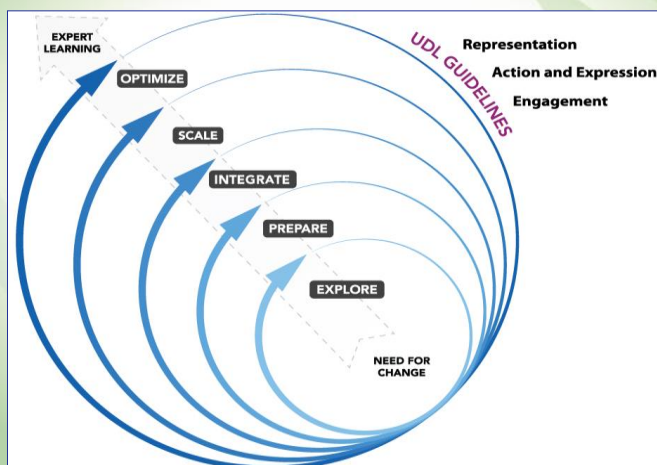 EXPERT
LEARNING
OPTIMIZE
SCALE
INTEGRATE
PREPARE
EXPLORE
NEED FOR
CHANGE
UDL GUIDELINES
Representation
Action and Expression
Engagement